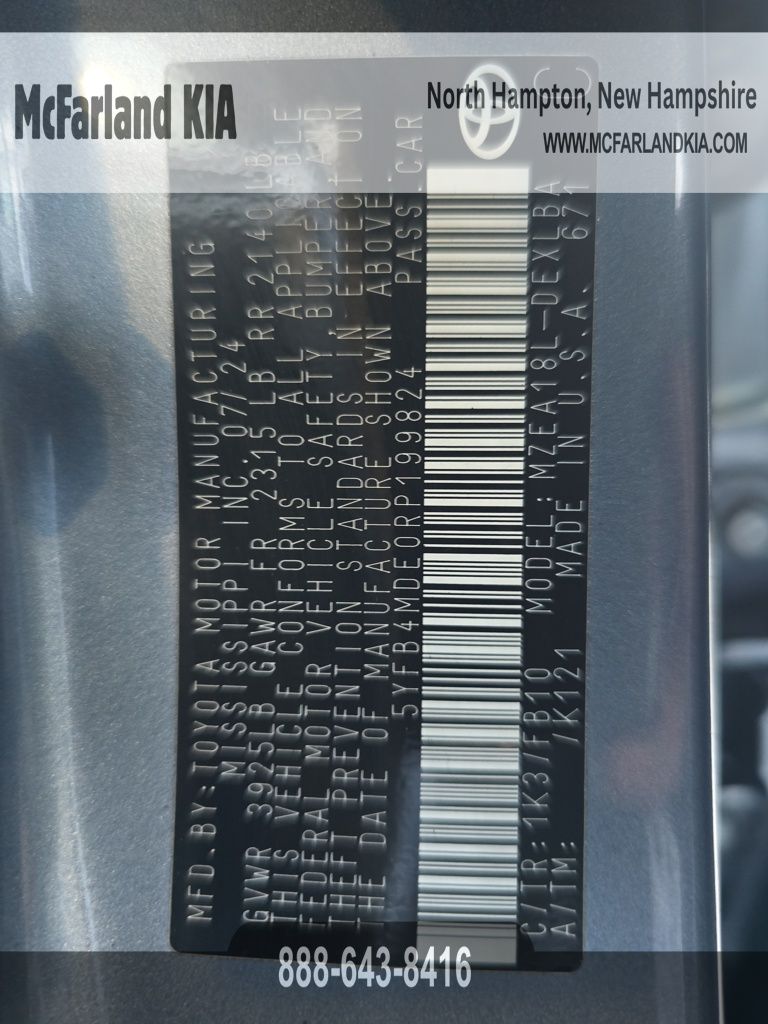 McFarland KIA
North Hampton, New Hampshire
WWW.MCFARLANDKIA.COM
MFD.BY:TOYOTA MOTOR MANUFACTURING
MISSISSIPPI INC. 07/24
GVWR 3925LB GAWR FR 2315 LB RR 2140LB
THIS VEHICLE CONFORMS TO ALL APPLICABLE
FEDERAL MOTOR VEHICLE SAFETY, BUMPER AND
THEFT PREVENTION STANDARDS IN EFFECT ON
THE DATE OF MANUFACTURE SHOWN ABOVE.
5YFB4MDE0RP199824 PASS.CAR
C/TR:1K3/FB10 MODEL:MZEA18L-DEXLBA C
A/TM: /K121 MADE IN U.S.A. 671 C
888-643-8416